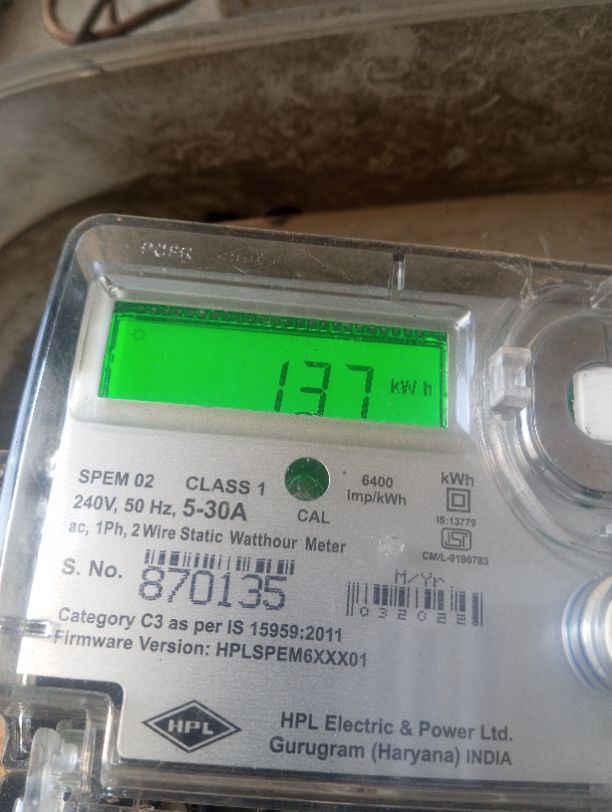 137 kWh
SPEM 02 CLASS 1
240V, 50 Hz, 5-30A
ac, 1Ph, 2 Wire Static Watthour Meter
CAL
6400
Imp/kWh
kWh
IS:13779
ISI
CM/L-9190783
S. No. 870135
M/Yr
032022
Category C3 as per IS 15959:2011
Firmware Version: HPLSPEM6XXX01
HPL
HPL Electric & Power Ltd.
Gurugram (Haryana) INDIA